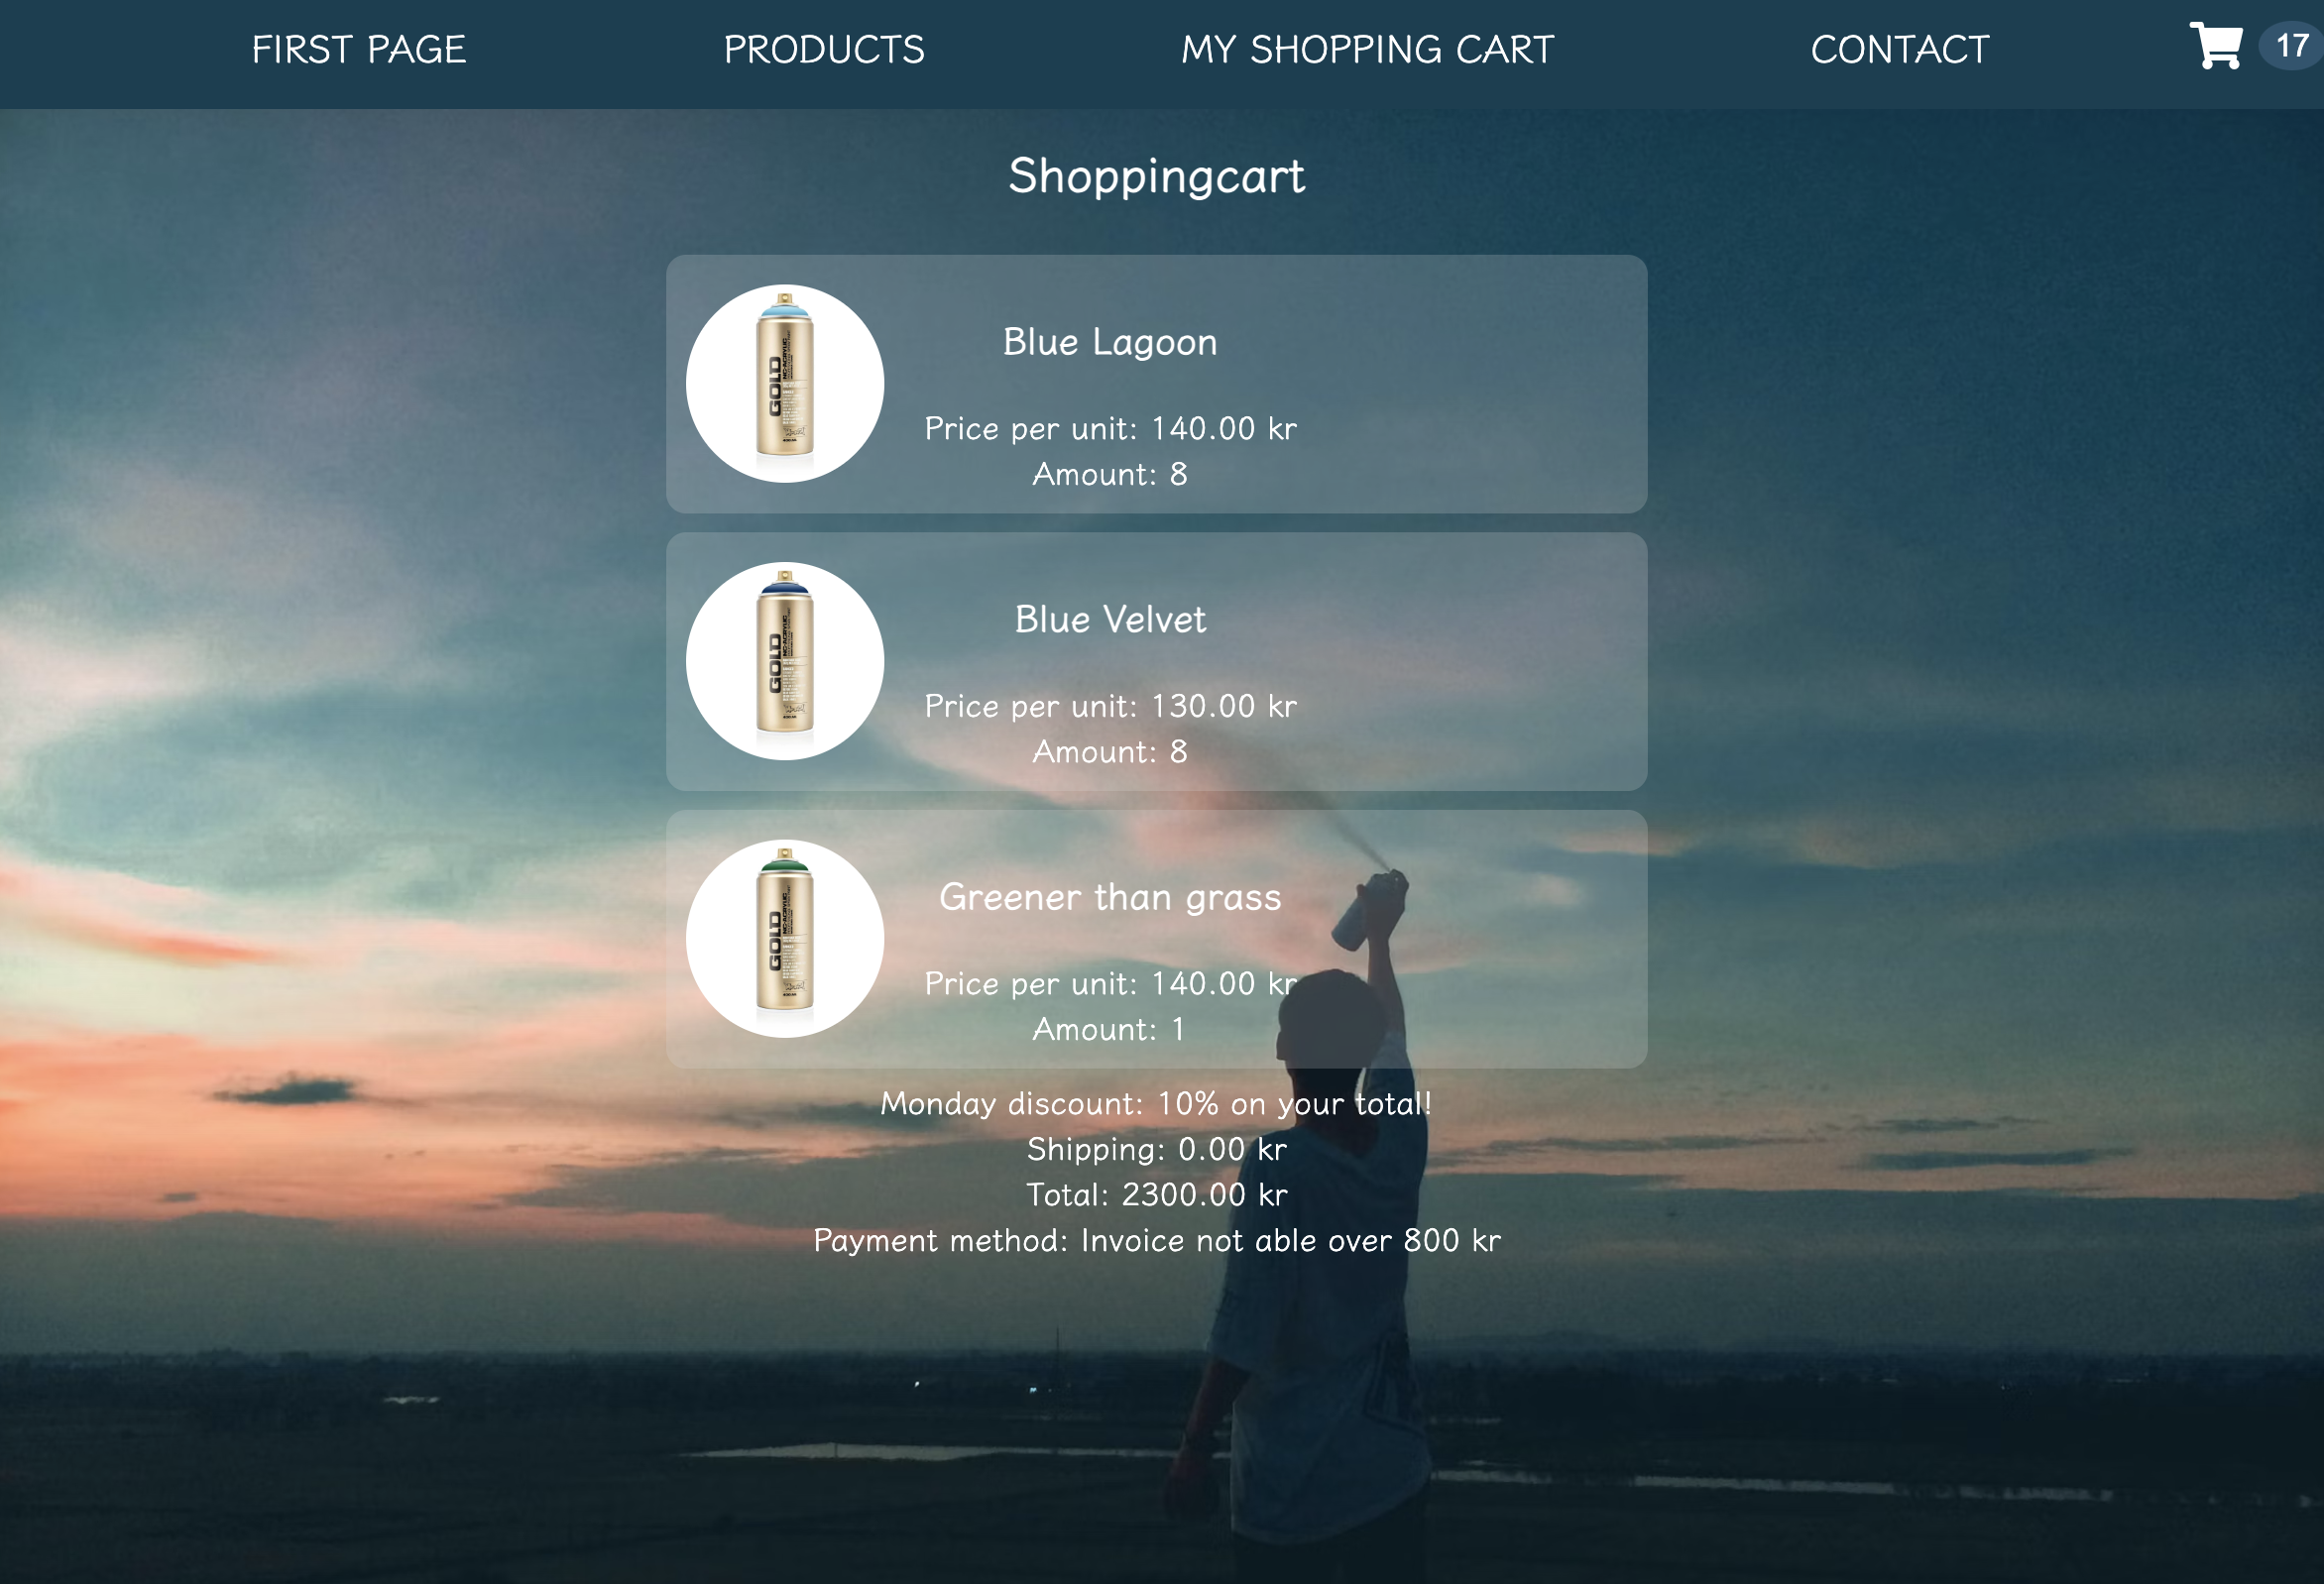 FIRST PAGE
PRODUCTS
MY SHOPPING CART
CONTACT
17
Shoppingcart
GOLD
Blue Lagoon
Price per unit: 140.00 kr
Amount: 8
GOLD
Blue Velvet
Price per unit: 130.00 kr
Amount: 8
GOLD
Greener than grass
Price per unit: 140.00 kr
Amount: 1
Monday discount: 10% on your total!
Shipping: 0.00 kr
Total: 2300.00 kr
Payment method: Invoice not able over 800 kr